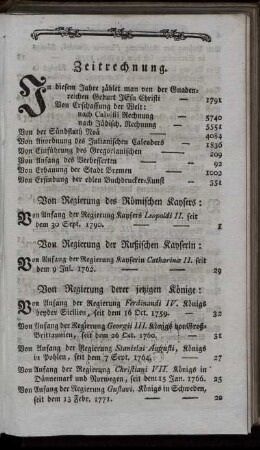 Zeitrechnung.
In diesem Jahre zählet man von der Gnaden-
reichen Geburt JEsu Christi — 1791
Von Erschaffung der Welt:
nach Calvisii Rechnung — 5740
nach Jüdisch. Rechnung — 5551
Von der Sündfluth Noä — 4084
Von Anordnung des Julianischen Calenders — 1836
Von Einführung des Gregorianischen — 209
Von Anfang des Verbesserten — 92
Von Erbauung der Stadt Bremen — 1003
Von Erfindung der edlen Buchdrucker-Kunst — 351
Von Regierung des Römischen Kaysers:
Von Anfang der Regierung Kaysers Leopoldi II. seit
dem 30 Sept. 1790. — 1
Von Regierung der Reßischen Kayserin:
Von Anfang der Regierung Kayserin Catharinæ II. seit
dem 9 Jul. 1762. — 29
Von Regierung derer jetzigen Könige:
Von Anfang der Regierung Ferdinandi IV. Königs
beyder Sicilien, seit dem 16 Oct. 1759. — 32
Von Anfang der Regierung Georgii III. Königs von Groß-
Brittannien, seit dem 26 Oct. 1760. — 31
Von Anfang der Regierung Stanislai Augusti, Königs
in Pohlen, seit dem 7 Sept. 1764. — 27
Von Anfang der Regierung Christiani VII. Königs in
Dännemark und Norwegen, seit dem 15 Jan. 1766. 25
Von Anfang der Regierung Gustavi, Königs in Schweden,
seit dem 13 Febr. 1771. — 20